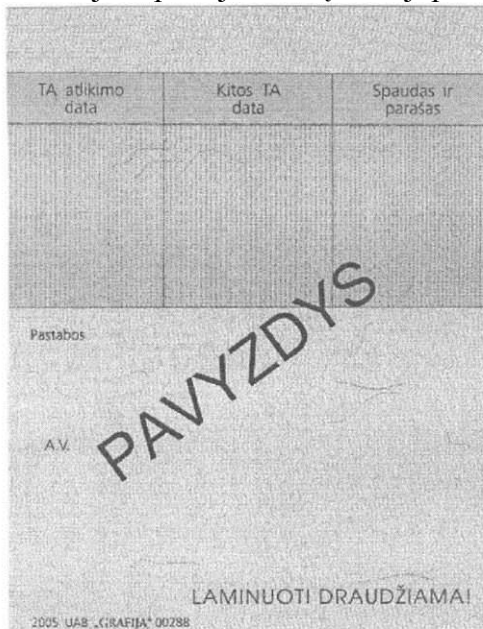 TA atlikimo data
Kitos TA data
Spaudas ir parašas
Pastabos
PAVYZDYS
A.V.
LAMINUOTI DRAUDŽIAMA!
2005 UAB „GRAFIJA“ 00288